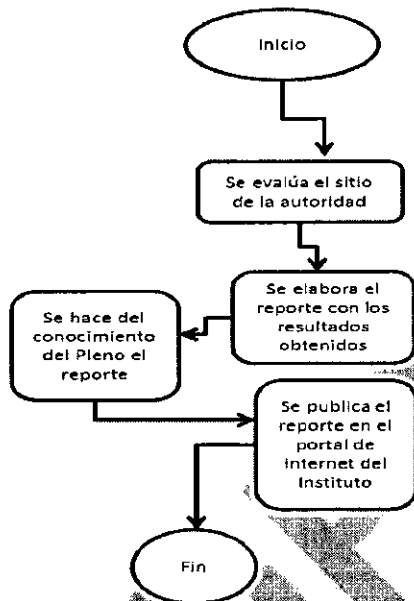 Inicio
Se evalúa el sitio
de la autoridad
Se elabora el
reporte con los
resultados
obtenidos
Se hace del
conocimiento
del Pleno el
reporte
Se publica el
reporte en el
portal de
Internet del
Instituto
Fin